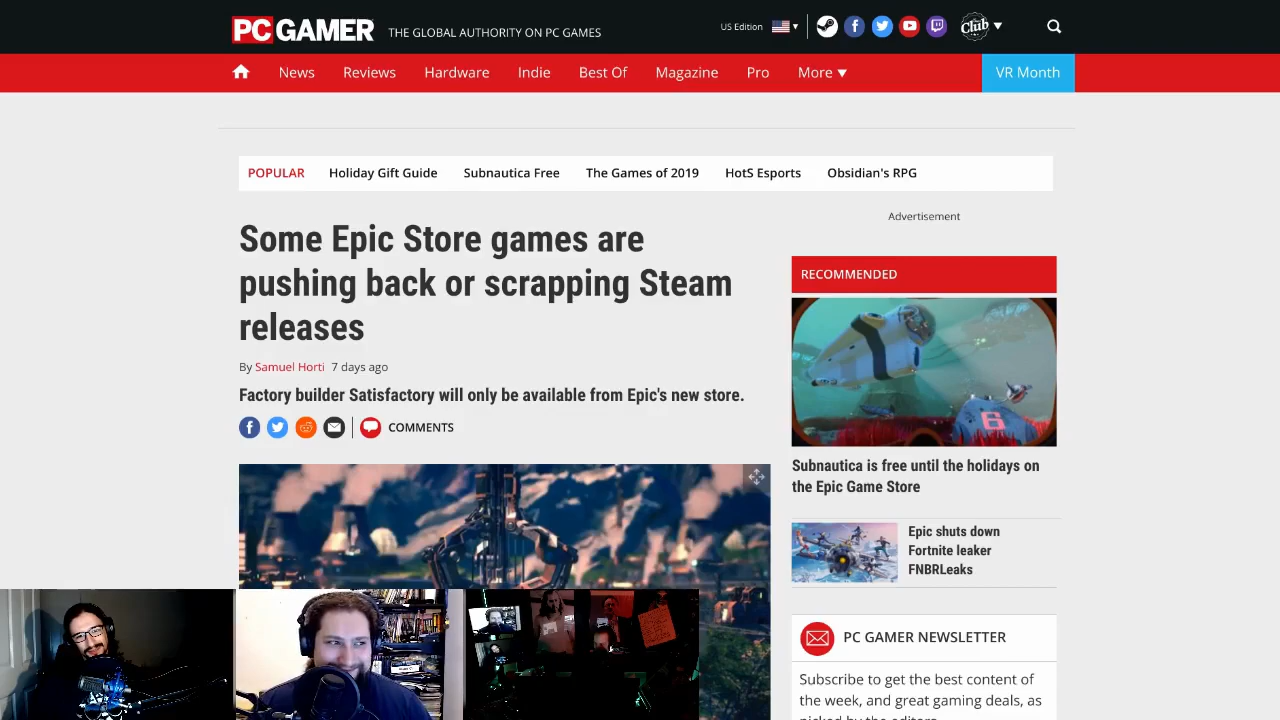 PC GAMER THE GLOBAL AUTHORITY ON PC GAMES US Edition Club
News Reviews Hardware Indie Best Of Magazine Pro More VR Month
POPULAR Holiday Gift Guide Subnautica Free The Games of 2019 HotS Esports Obsidian's RPG
Advertisement
Some Epic Store games are
pushing back or scrapping Steam
releases
By Samuel Horti 7 days ago
Factory builder Satisfactory will only be available from Epic's new store.
COMMENTS
RECOMMENDED
6
Subnautica is free until the holidays on
the Epic Game Store
Epic shuts down
Fortnite leaker
FNBRLeaks
PC GAMER NEWSLETTER
Subscribe to get the best content of
the week, and great gaming deals, as